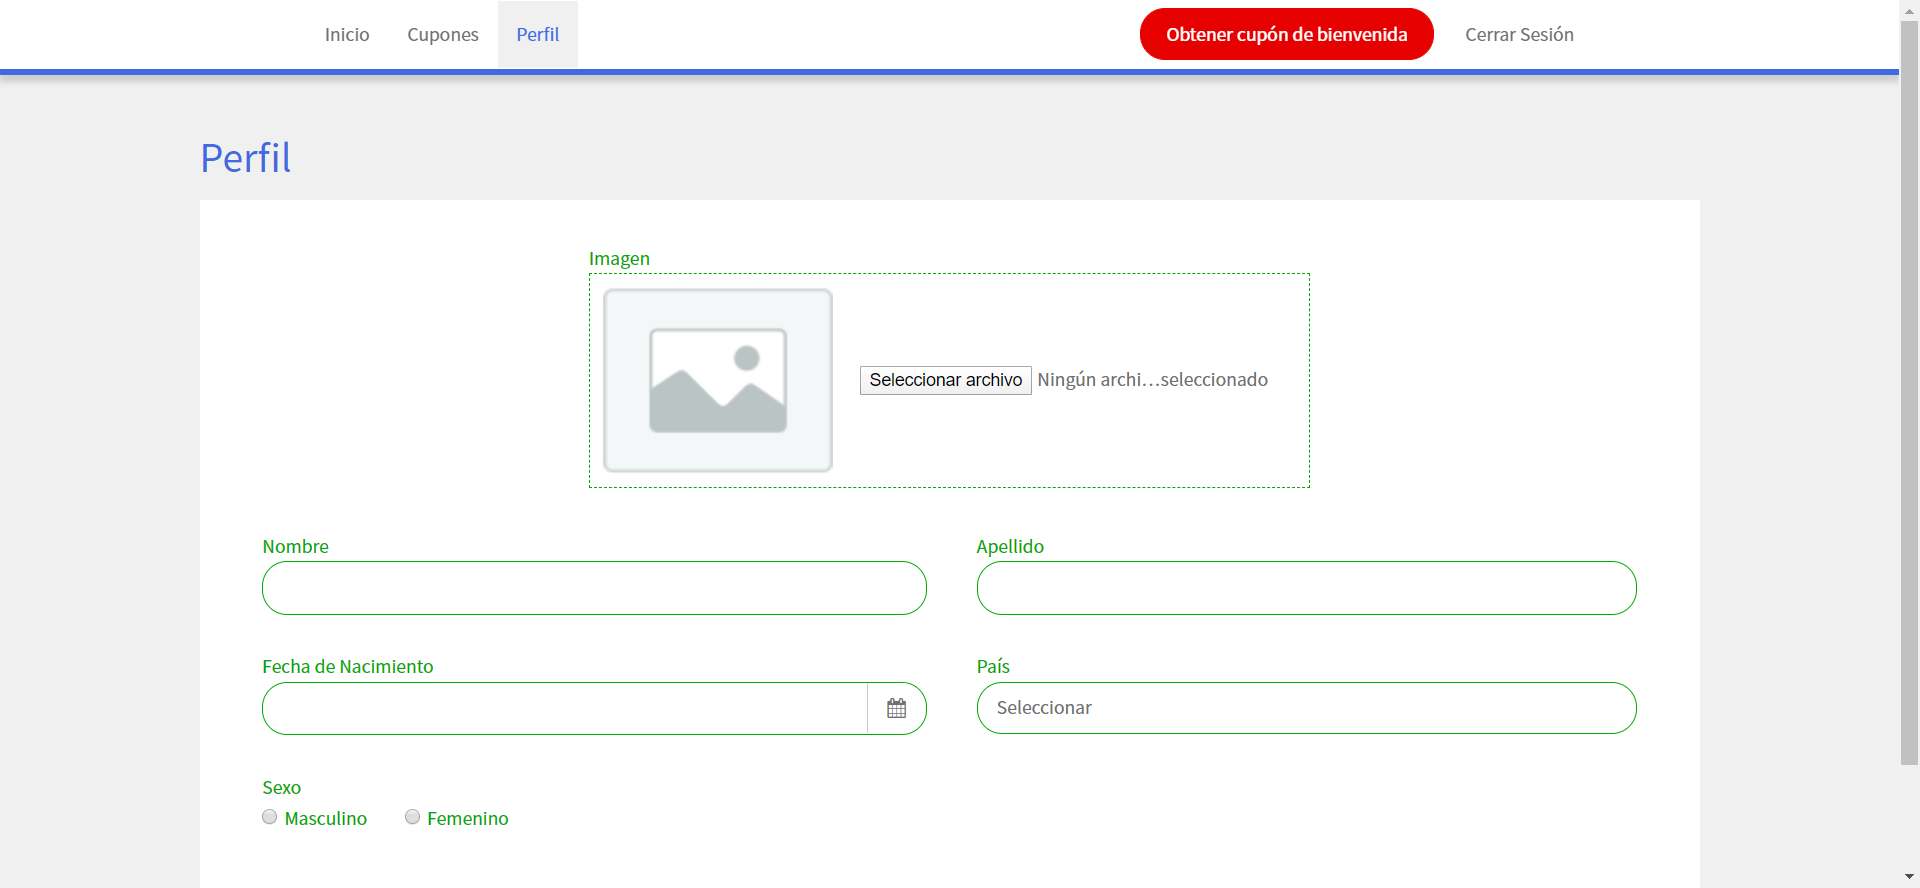 Inicio Cupones Perfil Obtener cupón de bienvenida Cerrar Sesión
Perfil
Imagen
Seleccionar archivo Ningún archi…seleccionado
Nombre Apellido
Fecha de Nacimiento País
Seleccionar
Sexo
Masculino Femenino